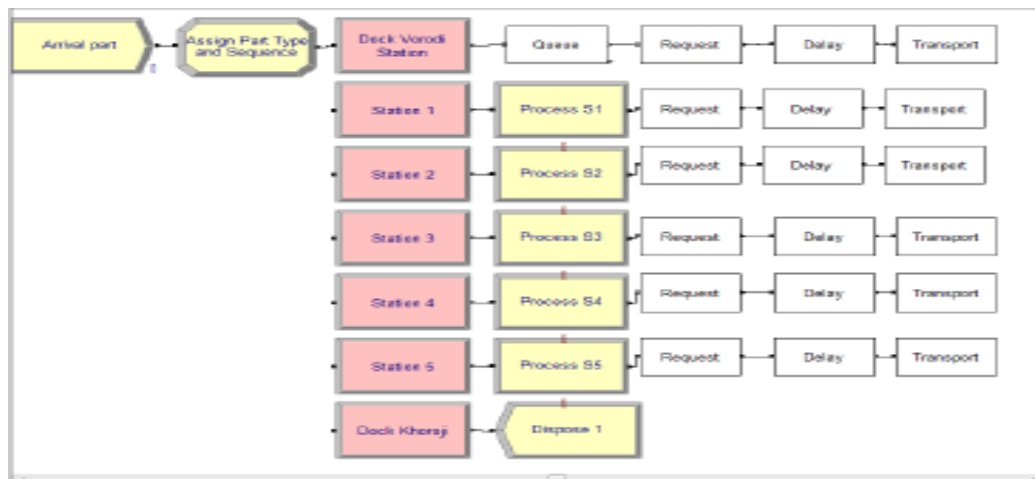 Arrival part
Assign Part Type
and Sequence
Dock Vorodi
Station
Queue
Request
Delay
Transport
Station 1
Process S1
Request
Delay
Transport
Station 2
Process S2
Request
Delay
Transport
Station 3
Process S3
Request
Delay
Transport
Station 4
Process S4
Request
Delay
Transport
Station 5
Process S5
Request
Delay
Transport
Dock Khoroji
Dispose 1